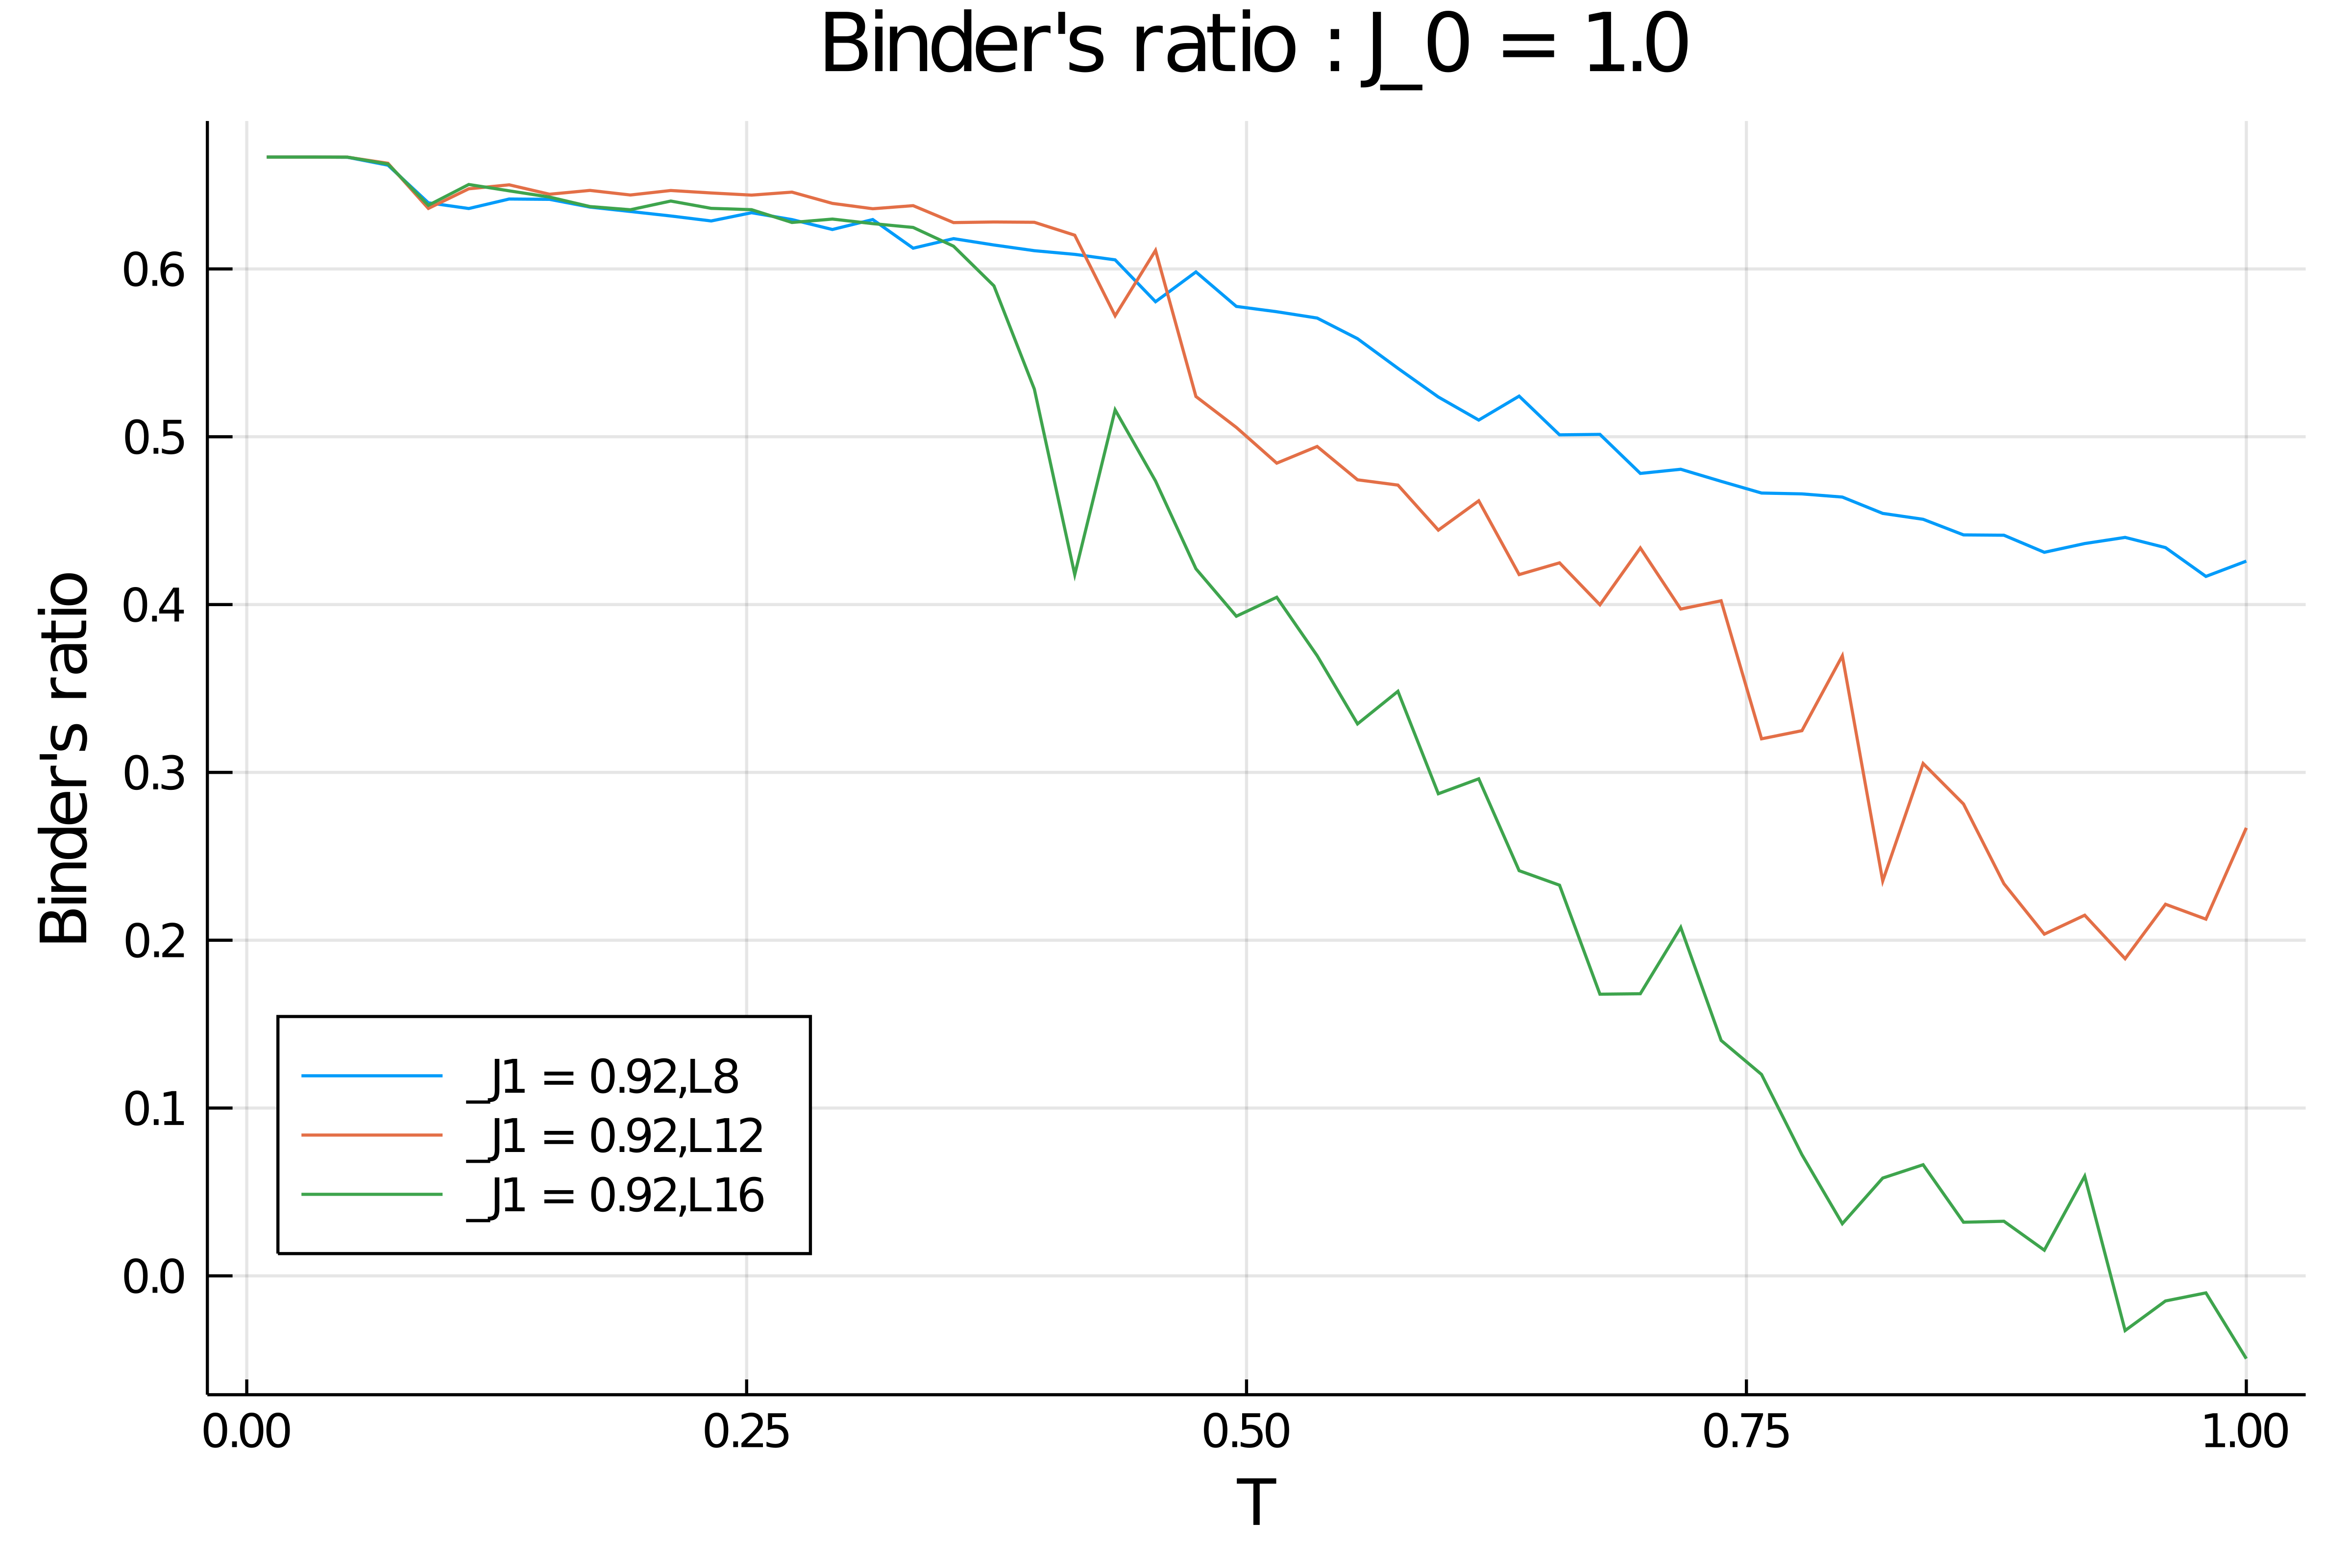 Binder's ratio : J_0 = 1.0
Binder's ratio
0.6
0.5
0.4
0.3
0.2
0.1
0.0
_J1 = 0.92,L8
_J1 = 0.92,L12
_J1 = 0.92,L16
0.00 0.25 0.50 0.75 1.00
T